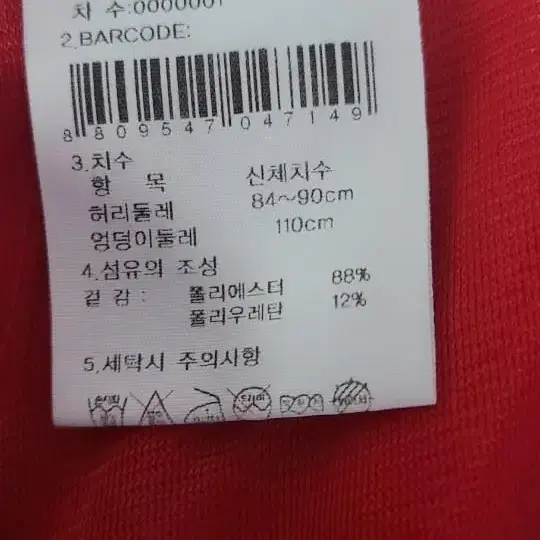 차 수:0000001
2.BARCODE:
8 809547 047149
3.치수
항 목 신체치수
허리둘레 84~90cm
엉덩이둘레 110cm
4.섬유의 조성
겉감: 폴리에스터 88%
폴리우레탄 12%
5.세탁시 주의사항